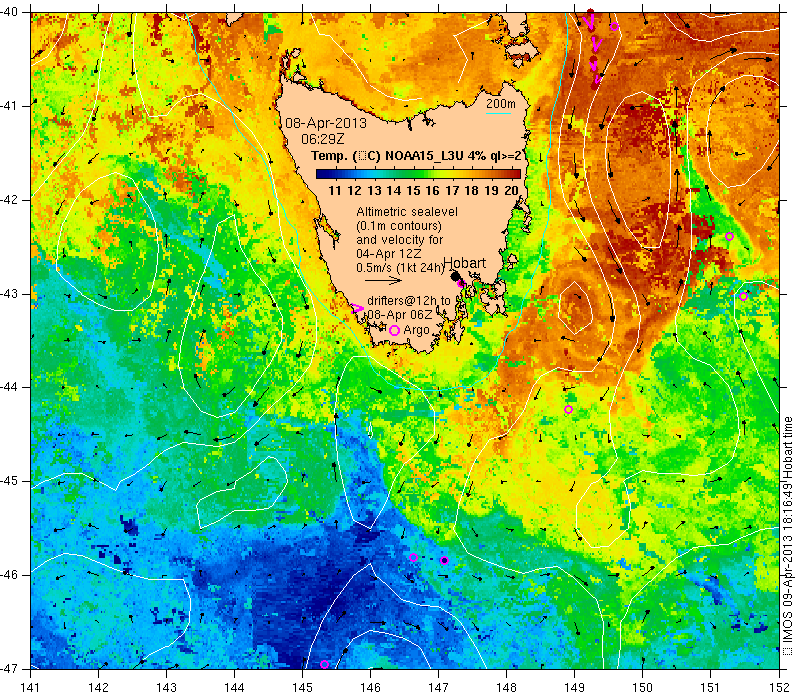 -40
-41
-42
-43
-44
-45
-46
-47
141 142 143 144 145 146 147 148 149 150 151 152
200m
08-Apr-2013
06:29Z
Temp. (□C) NOAA15_L3U 4% ql>=2
11 12 13 14 15 16 17 18 19 20
Altimetric sealevel
(0.1m contours)
and velocity for
04-Apr 12Z
0.5m/s (1kt 24h)
Hobart
drifters@12h to
08-Apr 06Z
Argo
□ IMOS 09-Apr-2013 18:16:49 Hobart time